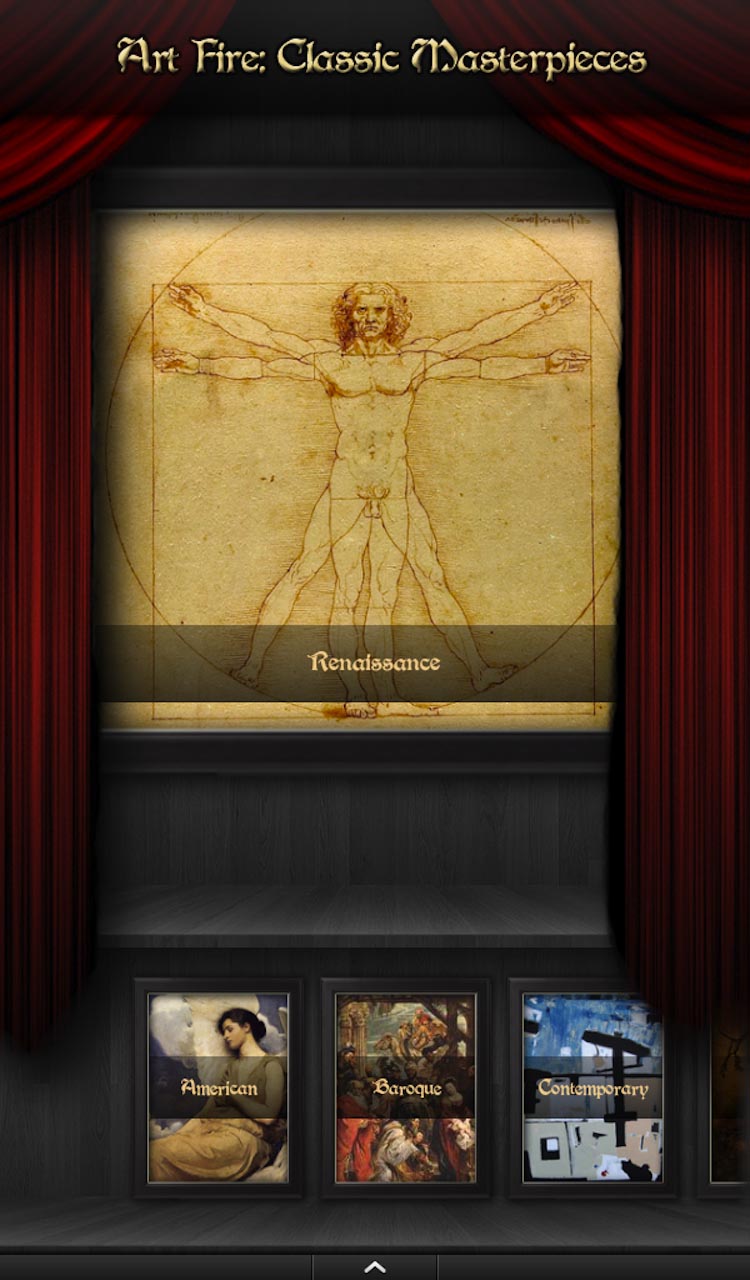 Art Fire: Classic Masterpieces
Renaissance
American
Baroque
Contemporary